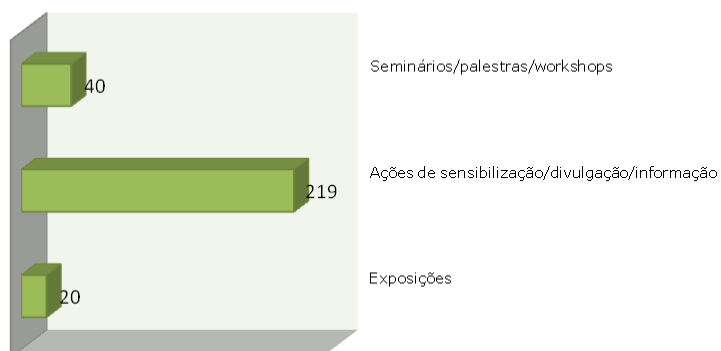 Seminários/palestras/workshops
40
Ações de sensibilização/divulgação/informação
219
Exposições
20